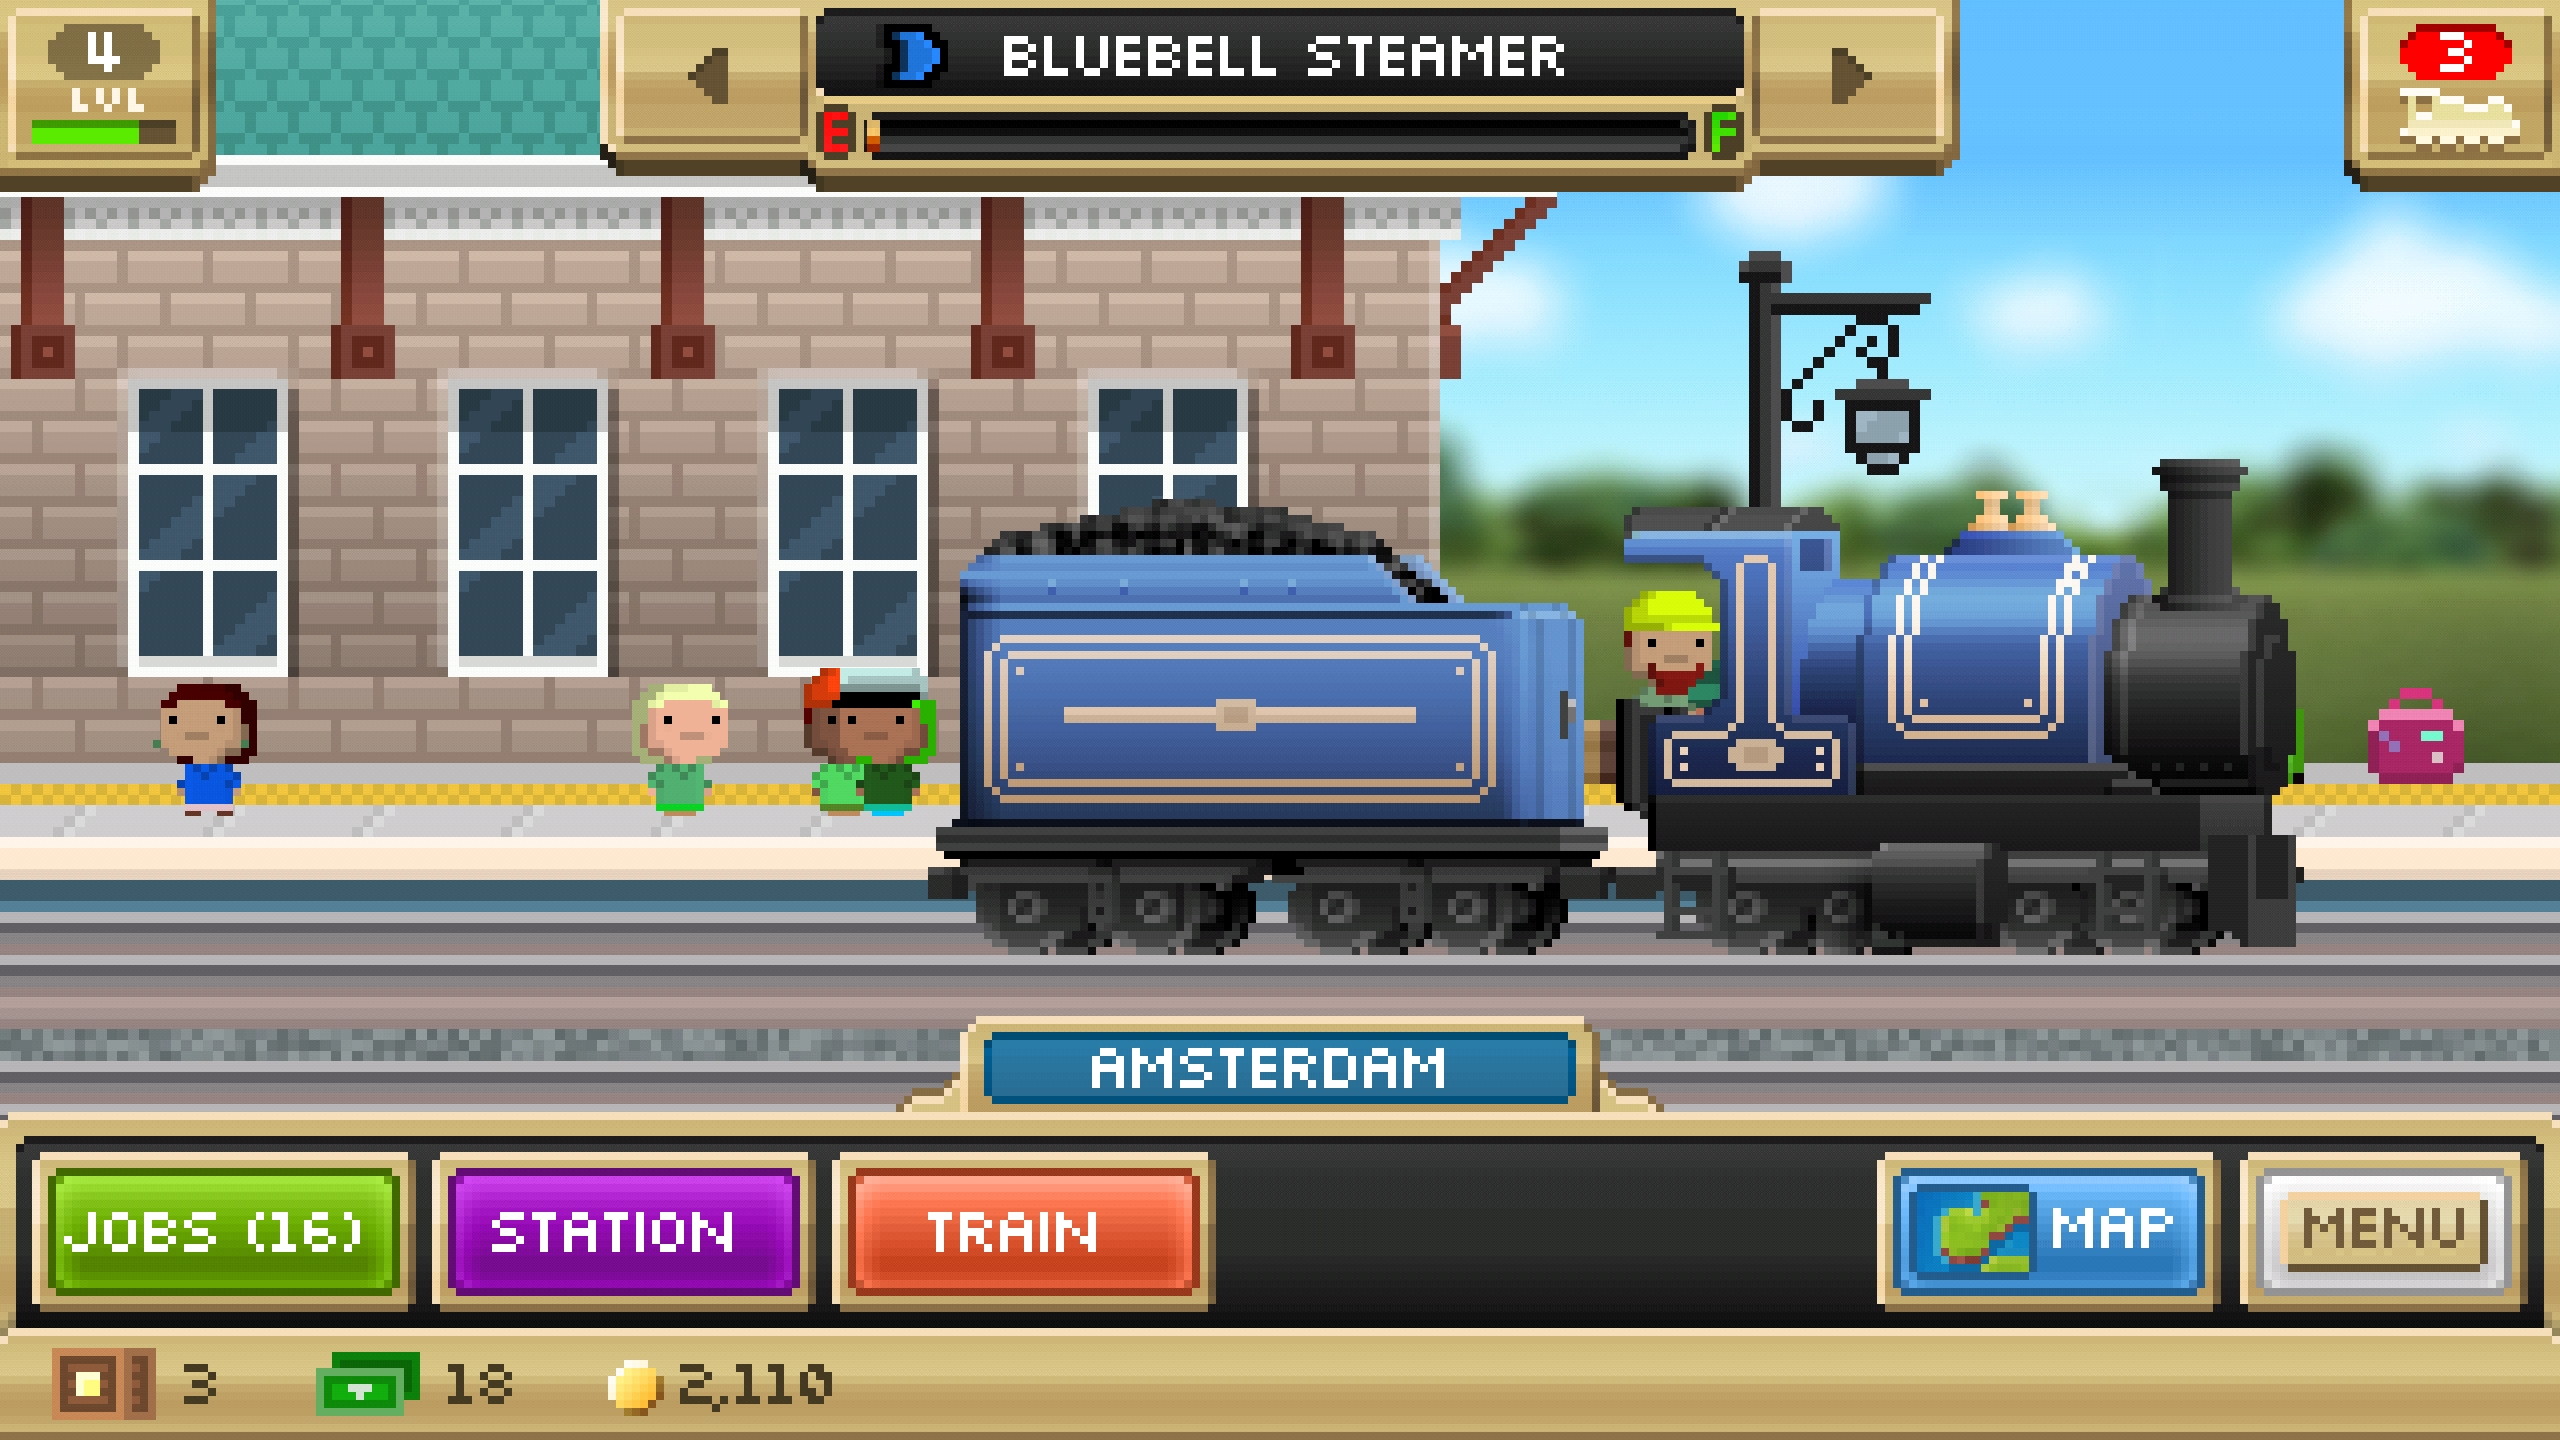 4
LVL
BLUEBELL STEAMER
E F
3
AMSTERDAM
JOBS (16)
STATION
TRAIN
MAP
MENU
3
18
2,110